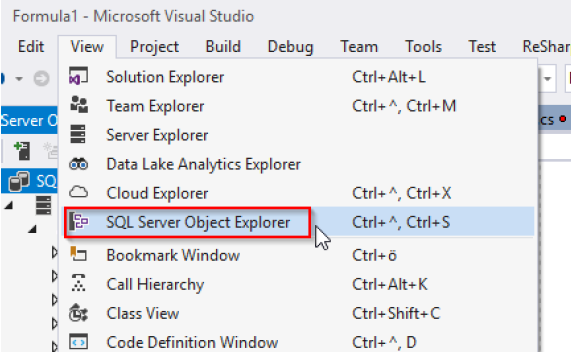 Formula1 - Microsoft Visual Studio
Edit View Project Build Debug Team Tools Test ReShar
Solution Explorer Ctrl+Alt+L
Team Explorer Ctrl+^, Ctrl+M
Server O
Server Explorer
cs
Data Lake Analytics Explorer
SQ
Cloud Explorer Ctrl+^, Ctrl+X
SQL Server Object Explorer Ctrl+^, Ctrl+S
Bookmark Window Ctrl+ö
Call Hierarchy Ctrl+Alt+K
Class View Ctrl+Shift+C
Code Definition Window Ctrl+^, D